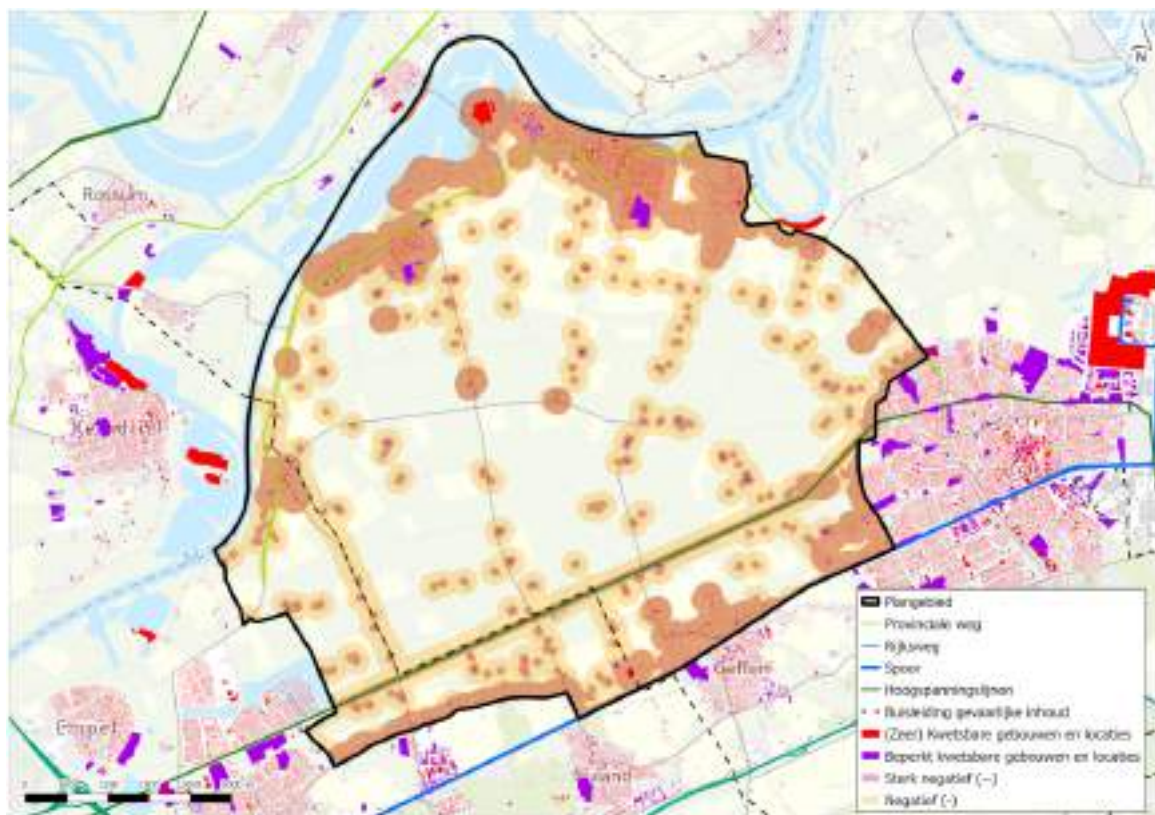 N
Rossum
Kerkdriel
Empel
Geffen
Plangebied
Provinciale weg
Rijksweg
Spoor
Hoogspanningslijnen
Buisleiding gevaarlijke inhoud
(Zeer) Kwetsbare gebouwen en locaties
Beperkt kwetsbare gebouwen en locaties
Sterk negatief (--)
Negatief (-)